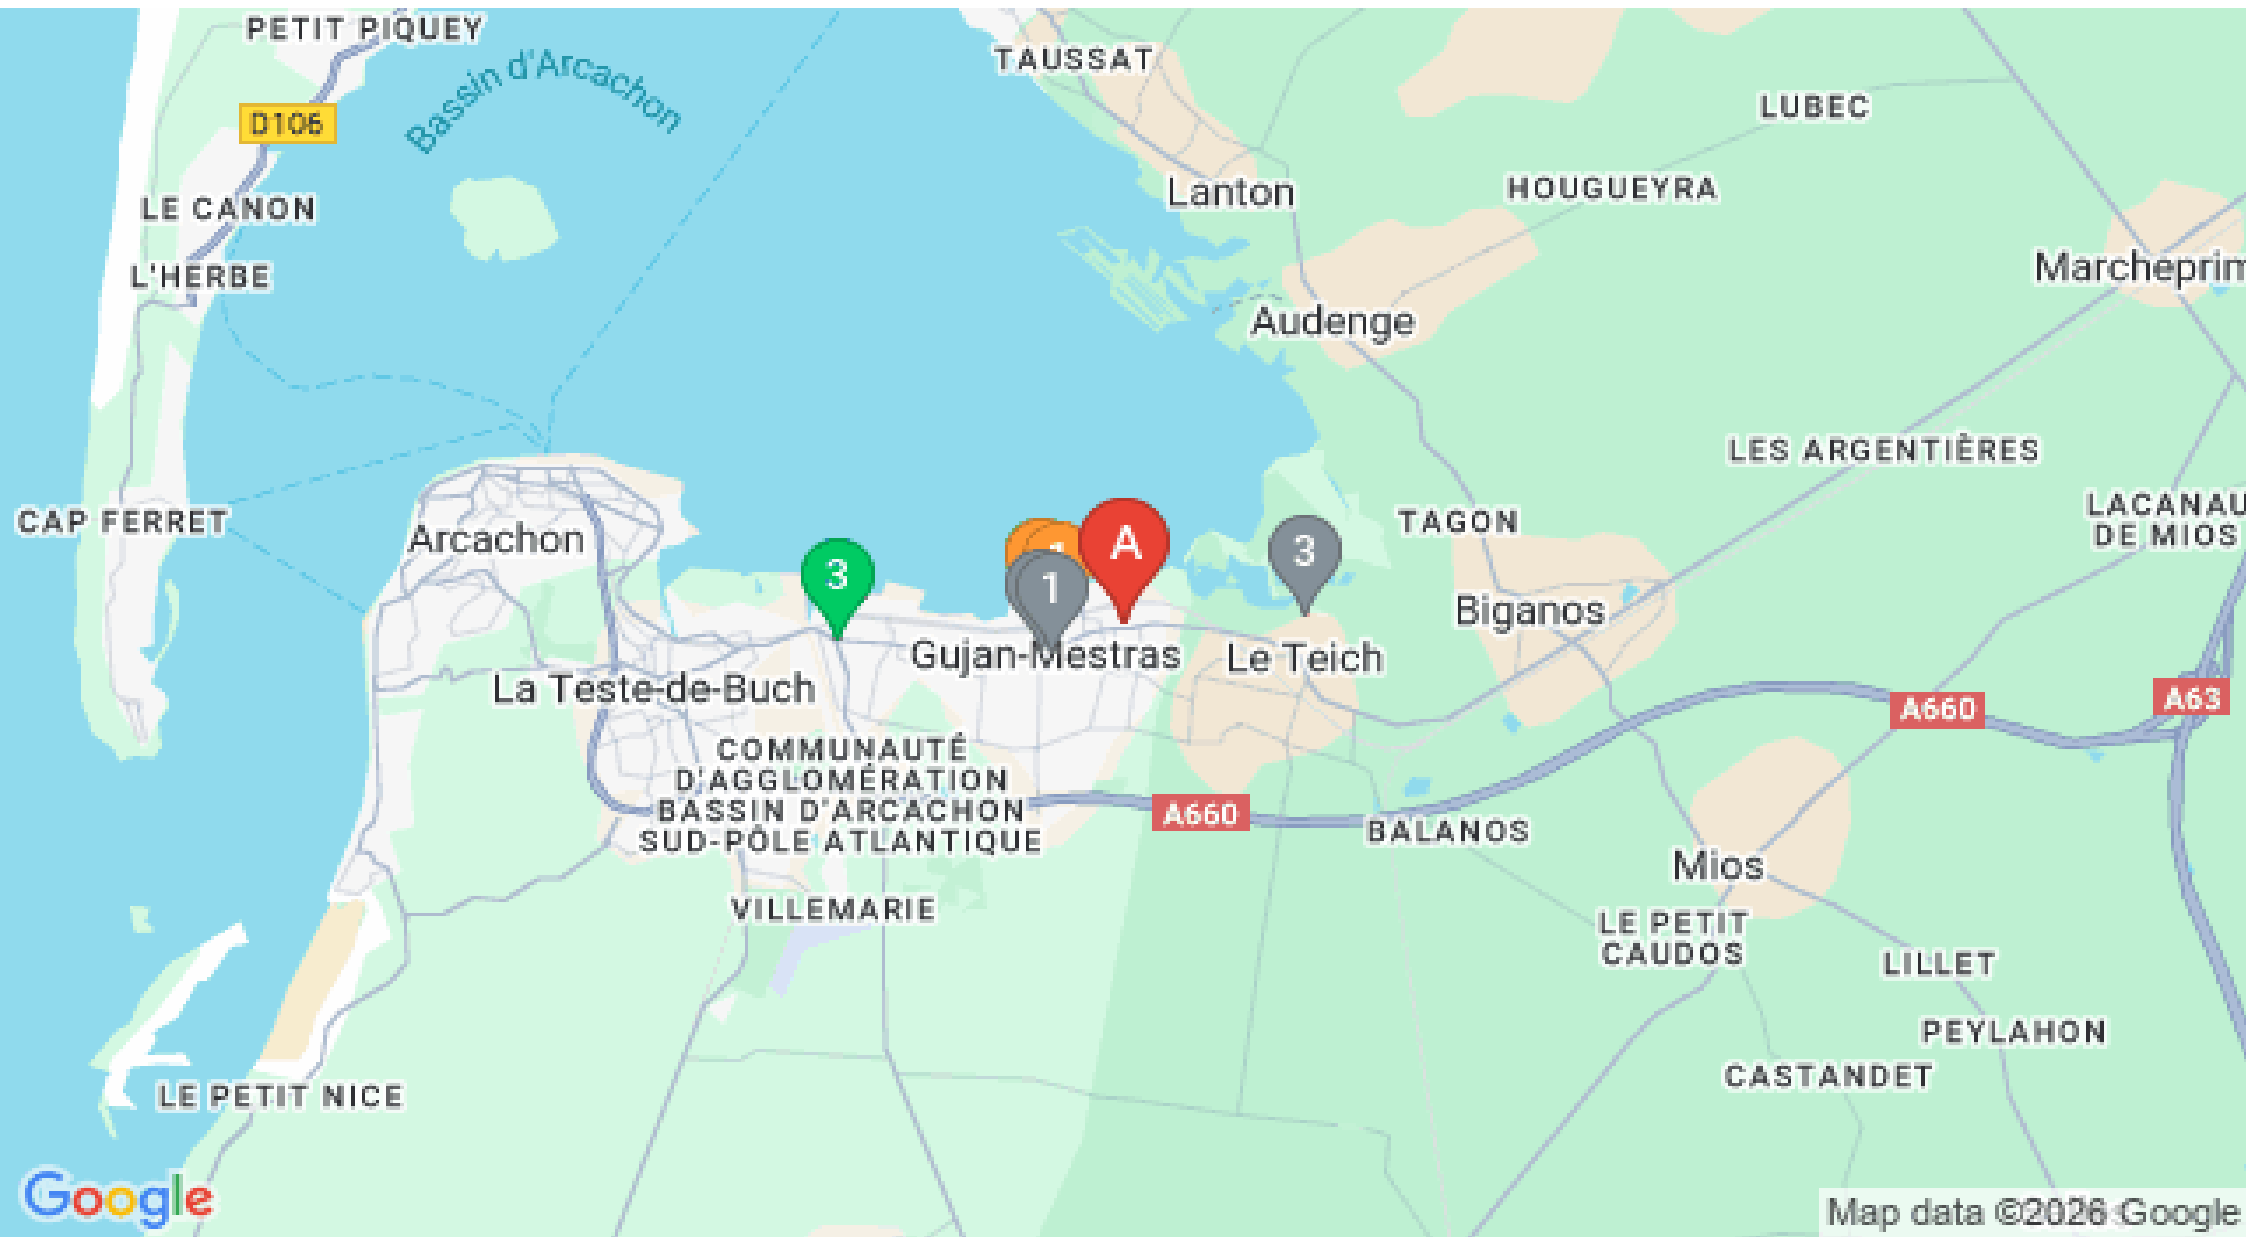 PETIT PIQUEY
Bassin d'Arcachon
TAUSSAT
LUBEC
D106
Lanton
HOUGUEYRA
LE CANON
L'HERBE
Marcheprim
Audenge
LES ARGENTIÈRES
CAP FERRET
TAGON
LACANAU
DE MIOS
Arcachon
A
3
3
1
1
Biganos
Gujan-Mestras
Le Teich
La Teste-de-Buch
A63
A660
COMMUNAUTÉ
D'AGGLOMÉRATION
BASSIN D'ARCACHON
SUD-PÔLE ATLANTIQUE
A660
BALANOS
Mios
VILLEMARIE
LE PETIT
CAUDOS
LILLET
PEYLAHON
CASTANDET
LE PETIT NICE
Google
Map data ©2026 Google